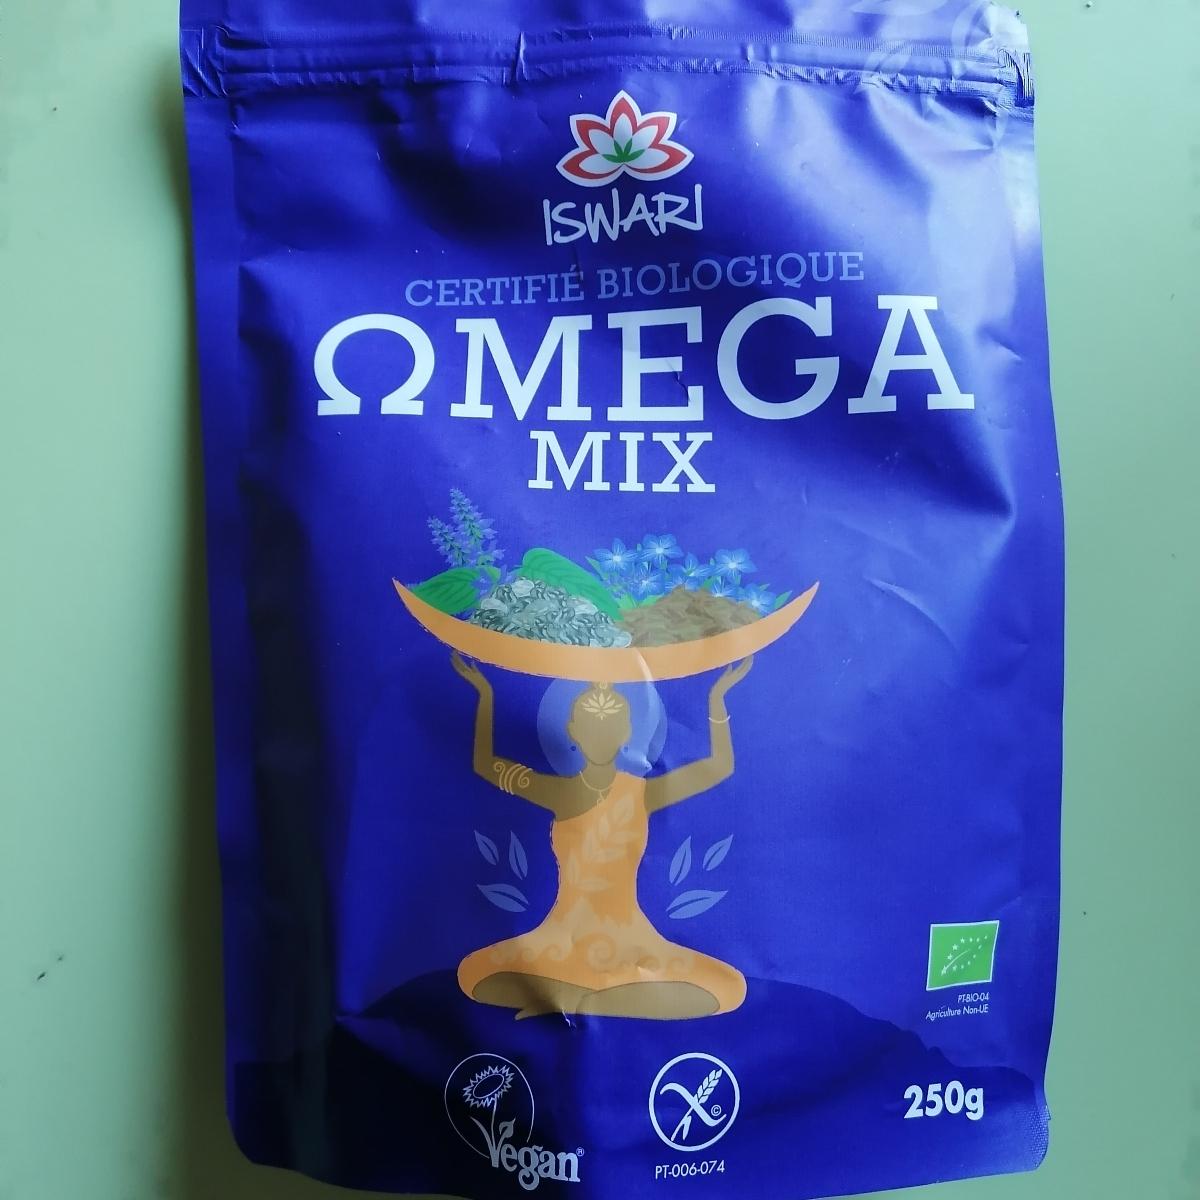 ISWARI
CERTIFIÉ BIOLOGIQUE
ΩMEGA
MIX
PT-BIO-04
Agriculture Non-UE
Vegan®
©
PT-006-074
250g